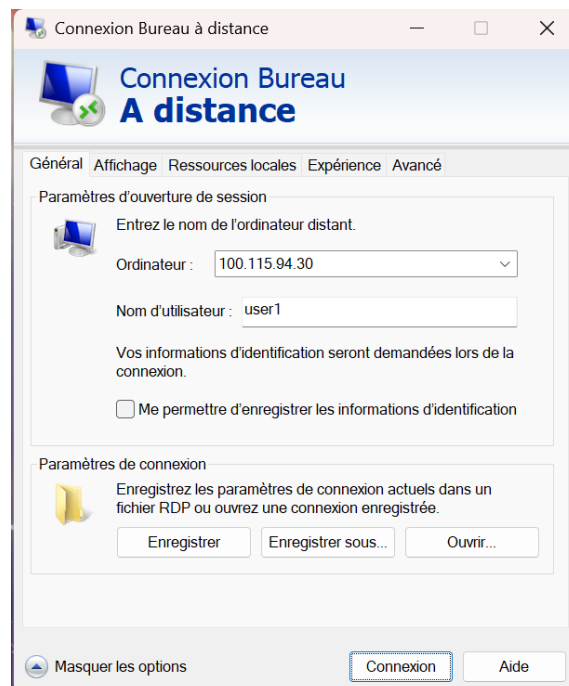 Connexion Bureau à distance
Connexion Bureau
A distance
Général Affichage Ressources locales Expérience Avancé
Paramètres d'ouverture de session
Entrez le nom de l'ordinateur distant.
Ordinateur : 100.115.94.30
Nom d'utilisateur : user1
Vos informations d'identification seront demandées lors de la
connexion.
Me permettre d'enregistrer les informations d'identification
Paramètres de connexion
Enregistrez les paramètres de connexion actuels dans un
fichier RDP ou ouvrez une connexion enregistrée.
Enregistrer Enregistrer sous... Ouvrir...
Masquer les options Connexion Aide